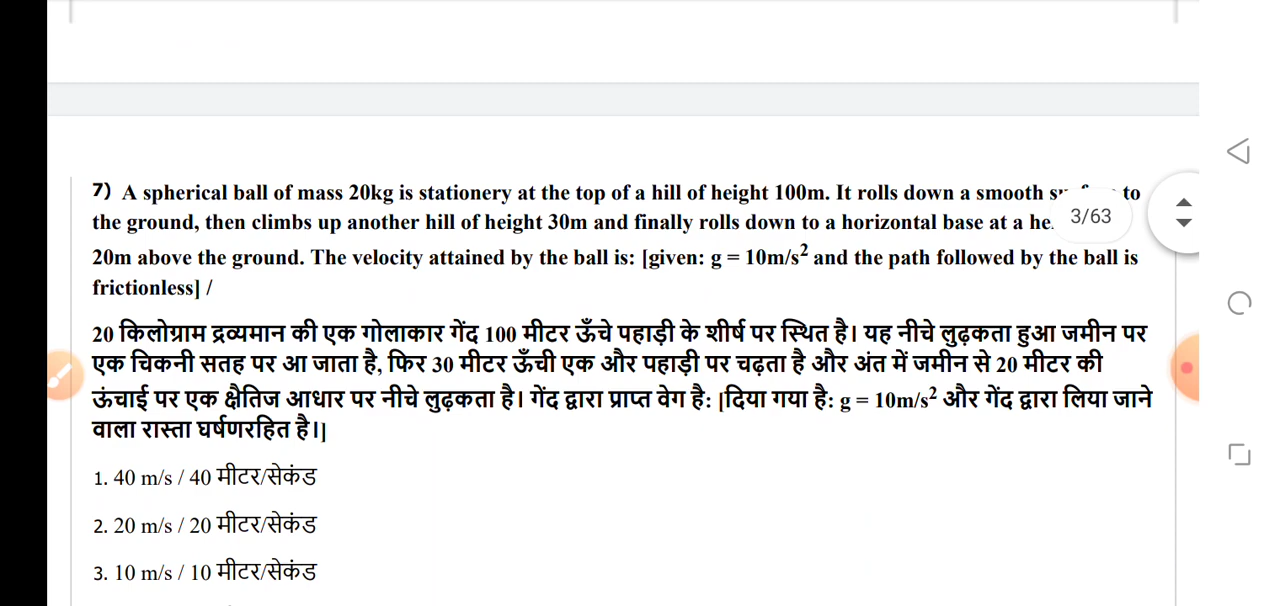 7) A spherical ball of mass 20kg is stationery at the top of a hill of height 100m. It rolls down a smooth to
the ground, then climbs up another hill of height 30m and finally rolls down to a horizontal base at a
3/63
20m above the ground. The velocity attained by the ball is: [given: g = 10m/s² and the path followed by the ball is
frictionless] /
20 किलोग्राम द्रव्यमान की एक गोलाकार गेंद 100 मीटर ऊँचे पहाड़ी के शीर्ष पर स्थित है। यह नीचे लुढ़कता हुआ जमीन पर
एक चिकनी सतह पर आ जाता है, फिर 30 मीटर ऊँची एक और पहाड़ी पर चढ़ता है और अंत में जमीन से 20 मीटर की
ऊंचाई पर एक क्षैतिज आधार पर नीचे लुढ़कता है। गेंद द्वारा प्राप्त वेग है: [दिया गया है: g = 10m/s² और गेंद द्वारा लिया जाने
वाला रास्ता घर्षणरहित है।]
1. 40 m/s / 40 मीटर/सेकंड
2. 20 m/s / 20 मीटर/सेकंड
3. 10 m/s / 10 मीटर/सेकंड